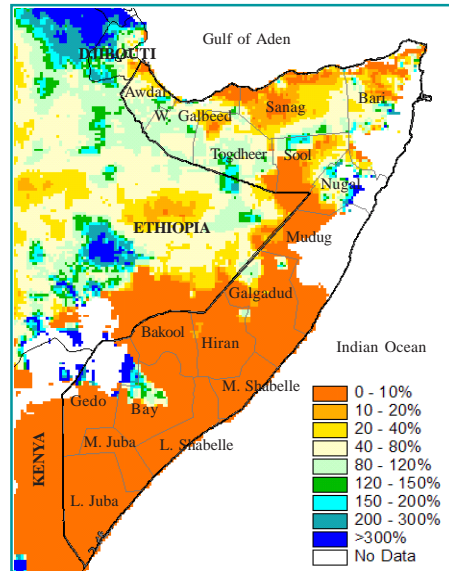 Gulf of Aden
DJIBOUTI
Awdal
Bari
Sanag
W. Galbeed
Togdheer
Sool
Nugal
ETHIOPIA
Mudug
Galgadud
Bakool
Hiran
Indian Ocean
M. Shabelle
Gedo
Bay
M. Juba
L. Shabelle
KENYA
L. Juba
0 - 10%
10 - 20%
20 - 40%
40 - 80%
80 - 120%
120 - 150%
150 - 200%
200 - 300%
>300%
No Data